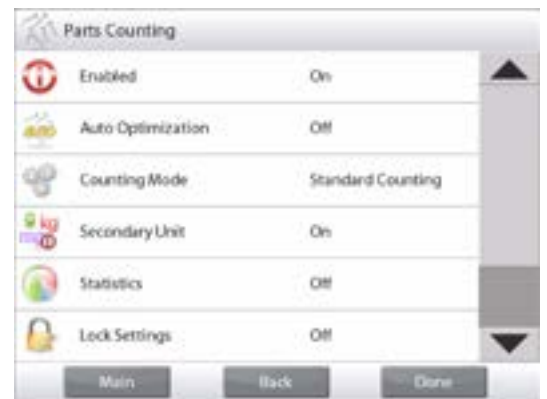 Parts Counting
Enabled On
Auto Optimization Off
Counting Mode Standard Counting
Secondary Unit On
Statistics Off
Lock Settings Off
Main Back Done